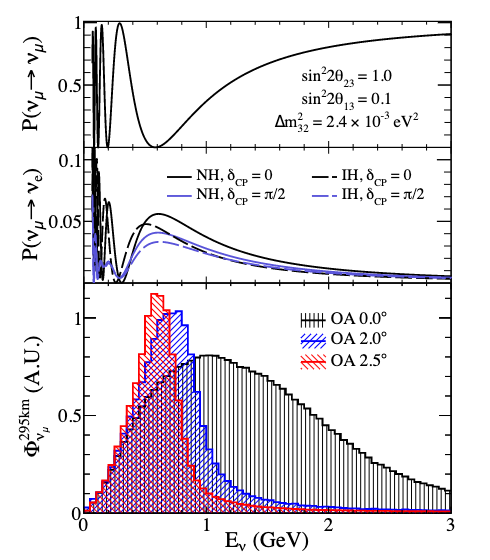 1
0.5
P(νμ→ νμ)
sin²2θ₂₃ = 1.0
sin²2θ₁₃ = 0.1
Δm²₃₂ = 2.4 × 10⁻³ eV²
0.1
0.05
P(νμ→ νe)
NH, δCP = 0
IH, δCP = 0
NH, δCP = π/2
IH, δCP = π/2
1
0.5
0
Φνμ^295km (A.U.)
OA 0.0°
OA 2.0°
OA 2.5°
0 1 2 3
Eν (GeV)